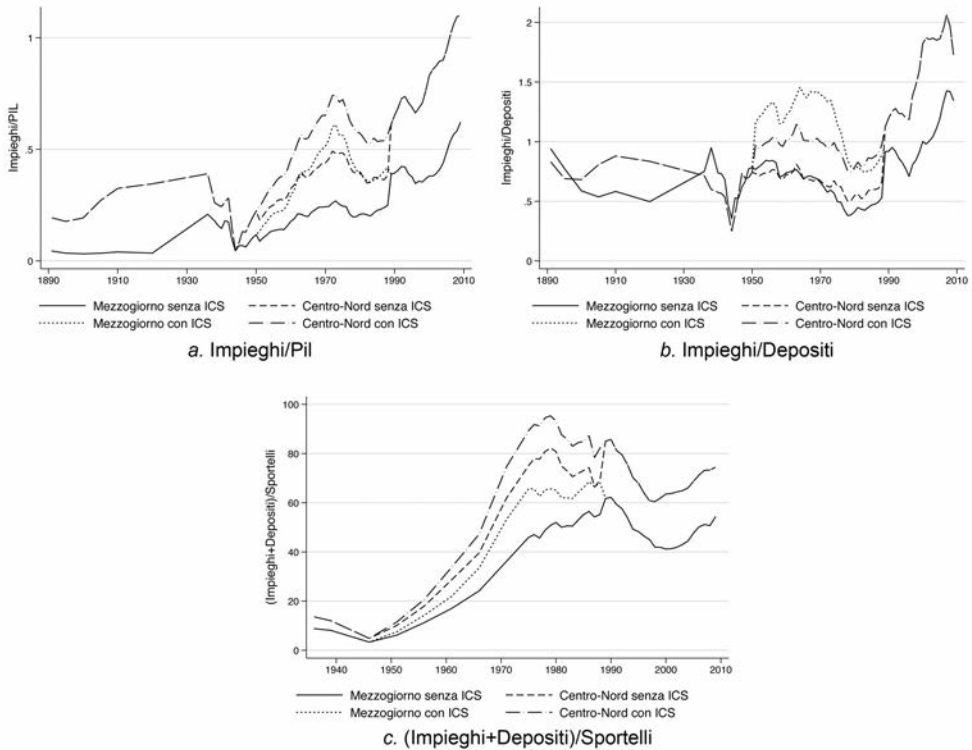 Impieghi/PIL
1
.5
0
1890 1910 1930 1950 1970 1990 2010
Mezzogiorno senza ICS Centro-Nord senza ICS
Mezzogiorno con ICS Centro-Nord con ICS
a. Impieghi/Pil
Impieghi/Depositi
2
1.5
1
.5
0
1890 1910 1930 1950 1970 1990 2010
Mezzogiorno senza ICS Centro-Nord senza ICS
Mezzogiorno con ICS Centro-Nord con ICS
b. Impieghi/Depositi
(Impieghi+Depositi)/Sportelli
100
80
60
40
20
0
1940 1950 1960 1970 1980 1990 2000 2010
Mezzogiorno senza ICS Centro-Nord senza ICS
Mezzogiorno con ICS Centro-Nord con ICS
c. (Impieghi+Depositi)/Sportelli